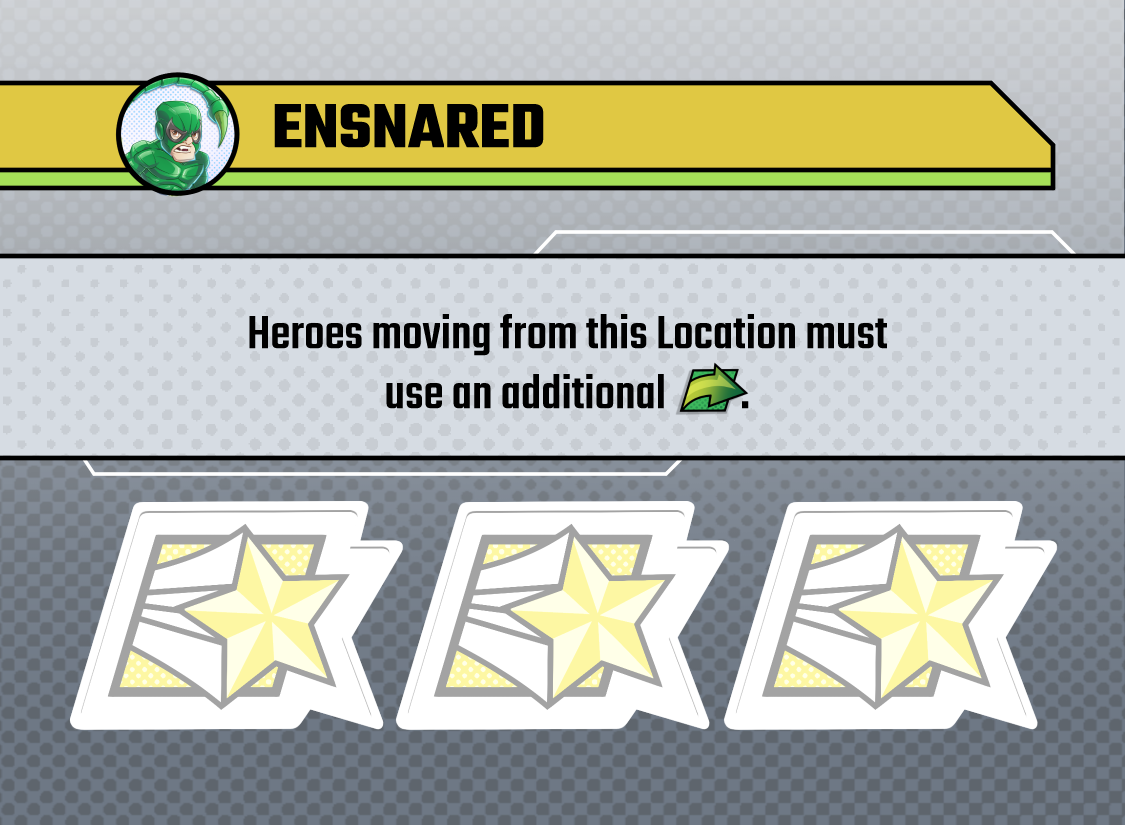 ENSNARED
Heroes moving from this Location must
use an additional .